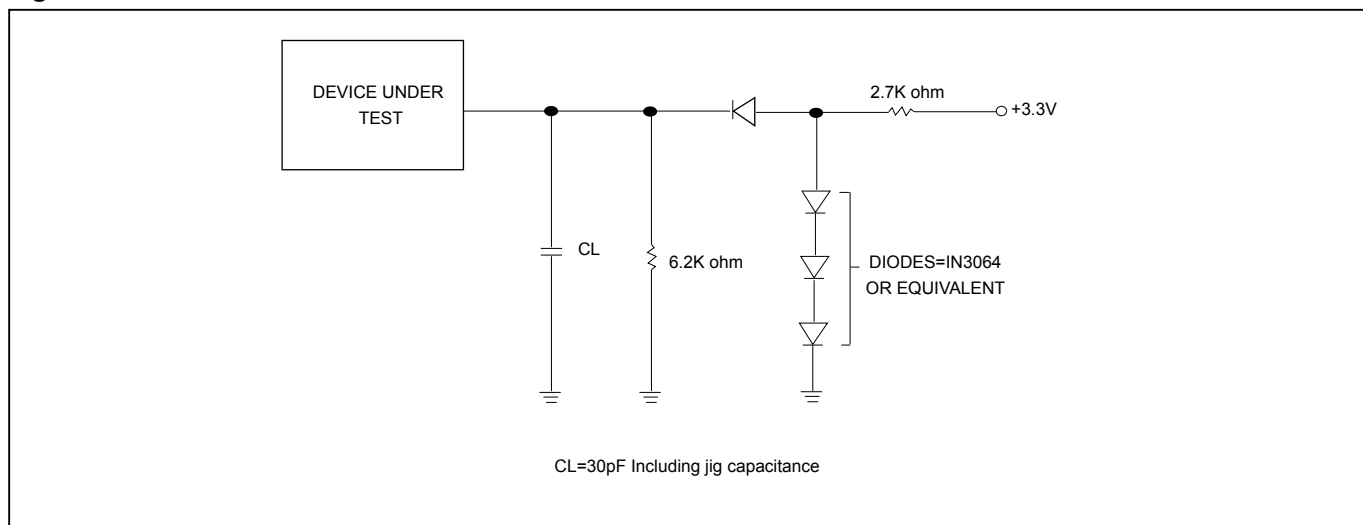 DEVICE UNDER
TEST
2.7K ohm
+3.3V
CL
6.2K ohm
DIODES=IN3064
OR EQUIVALENT
CL=30pF Including jig capacitance